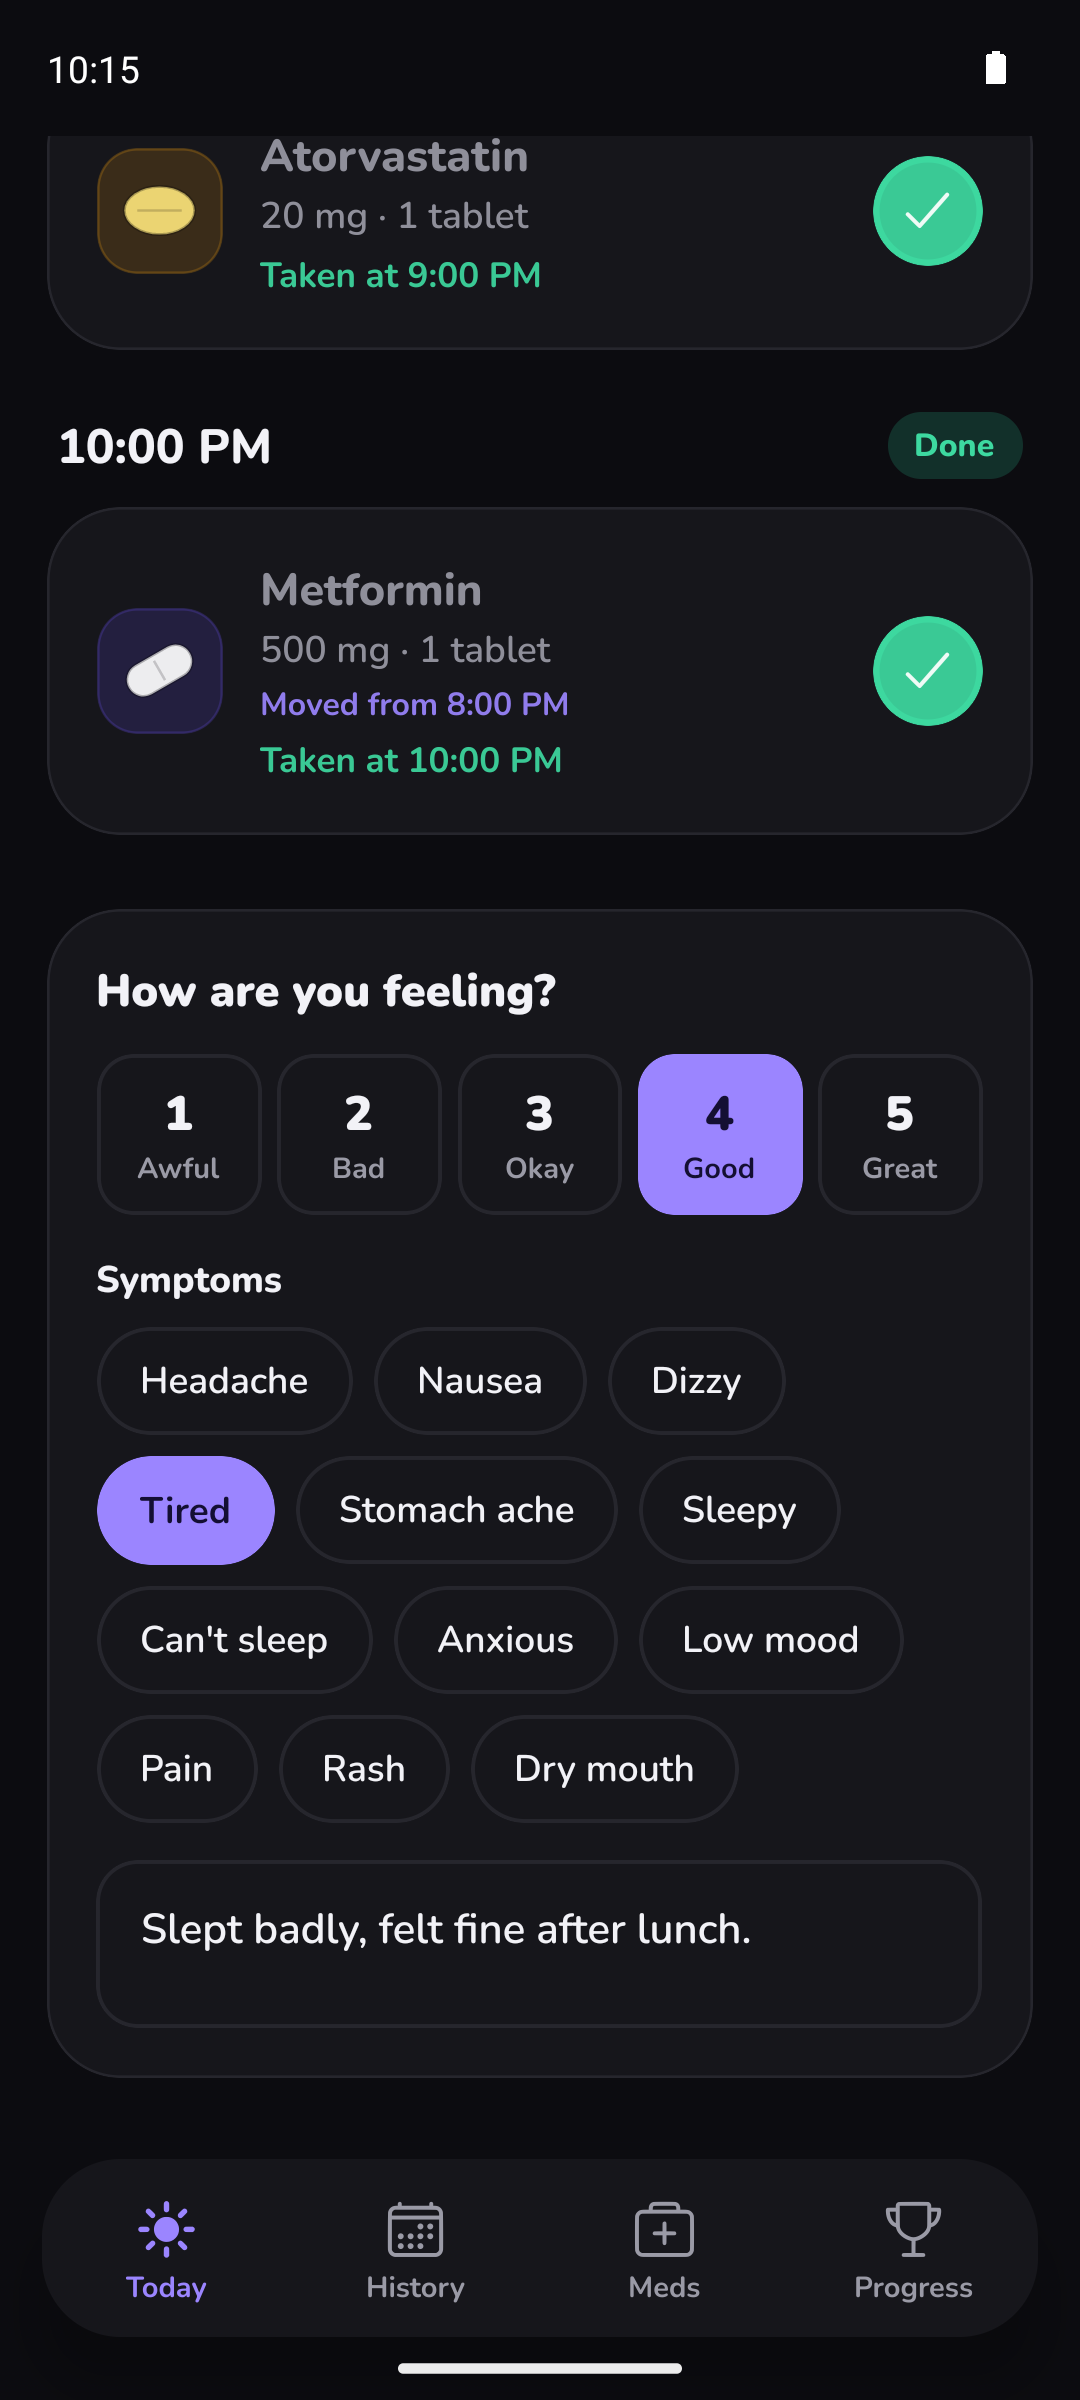 10:15
Atorvastatin
20 mg · 1 tablet
Taken at 9:00 PM
10:00 PM
Done
Metformin
500 mg · 1 tablet
Moved from 8:00 PM
Taken at 10:00 PM
How are you feeling?
1 2 3 4 5
Awful Bad Okay Good Great
Symptoms
Headache Nausea Dizzy
Tired Stomach ache Sleepy
Can't sleep Anxious Low mood
Pain Rash Dry mouth
Slept badly, felt fine after lunch.
Today History Meds Progress